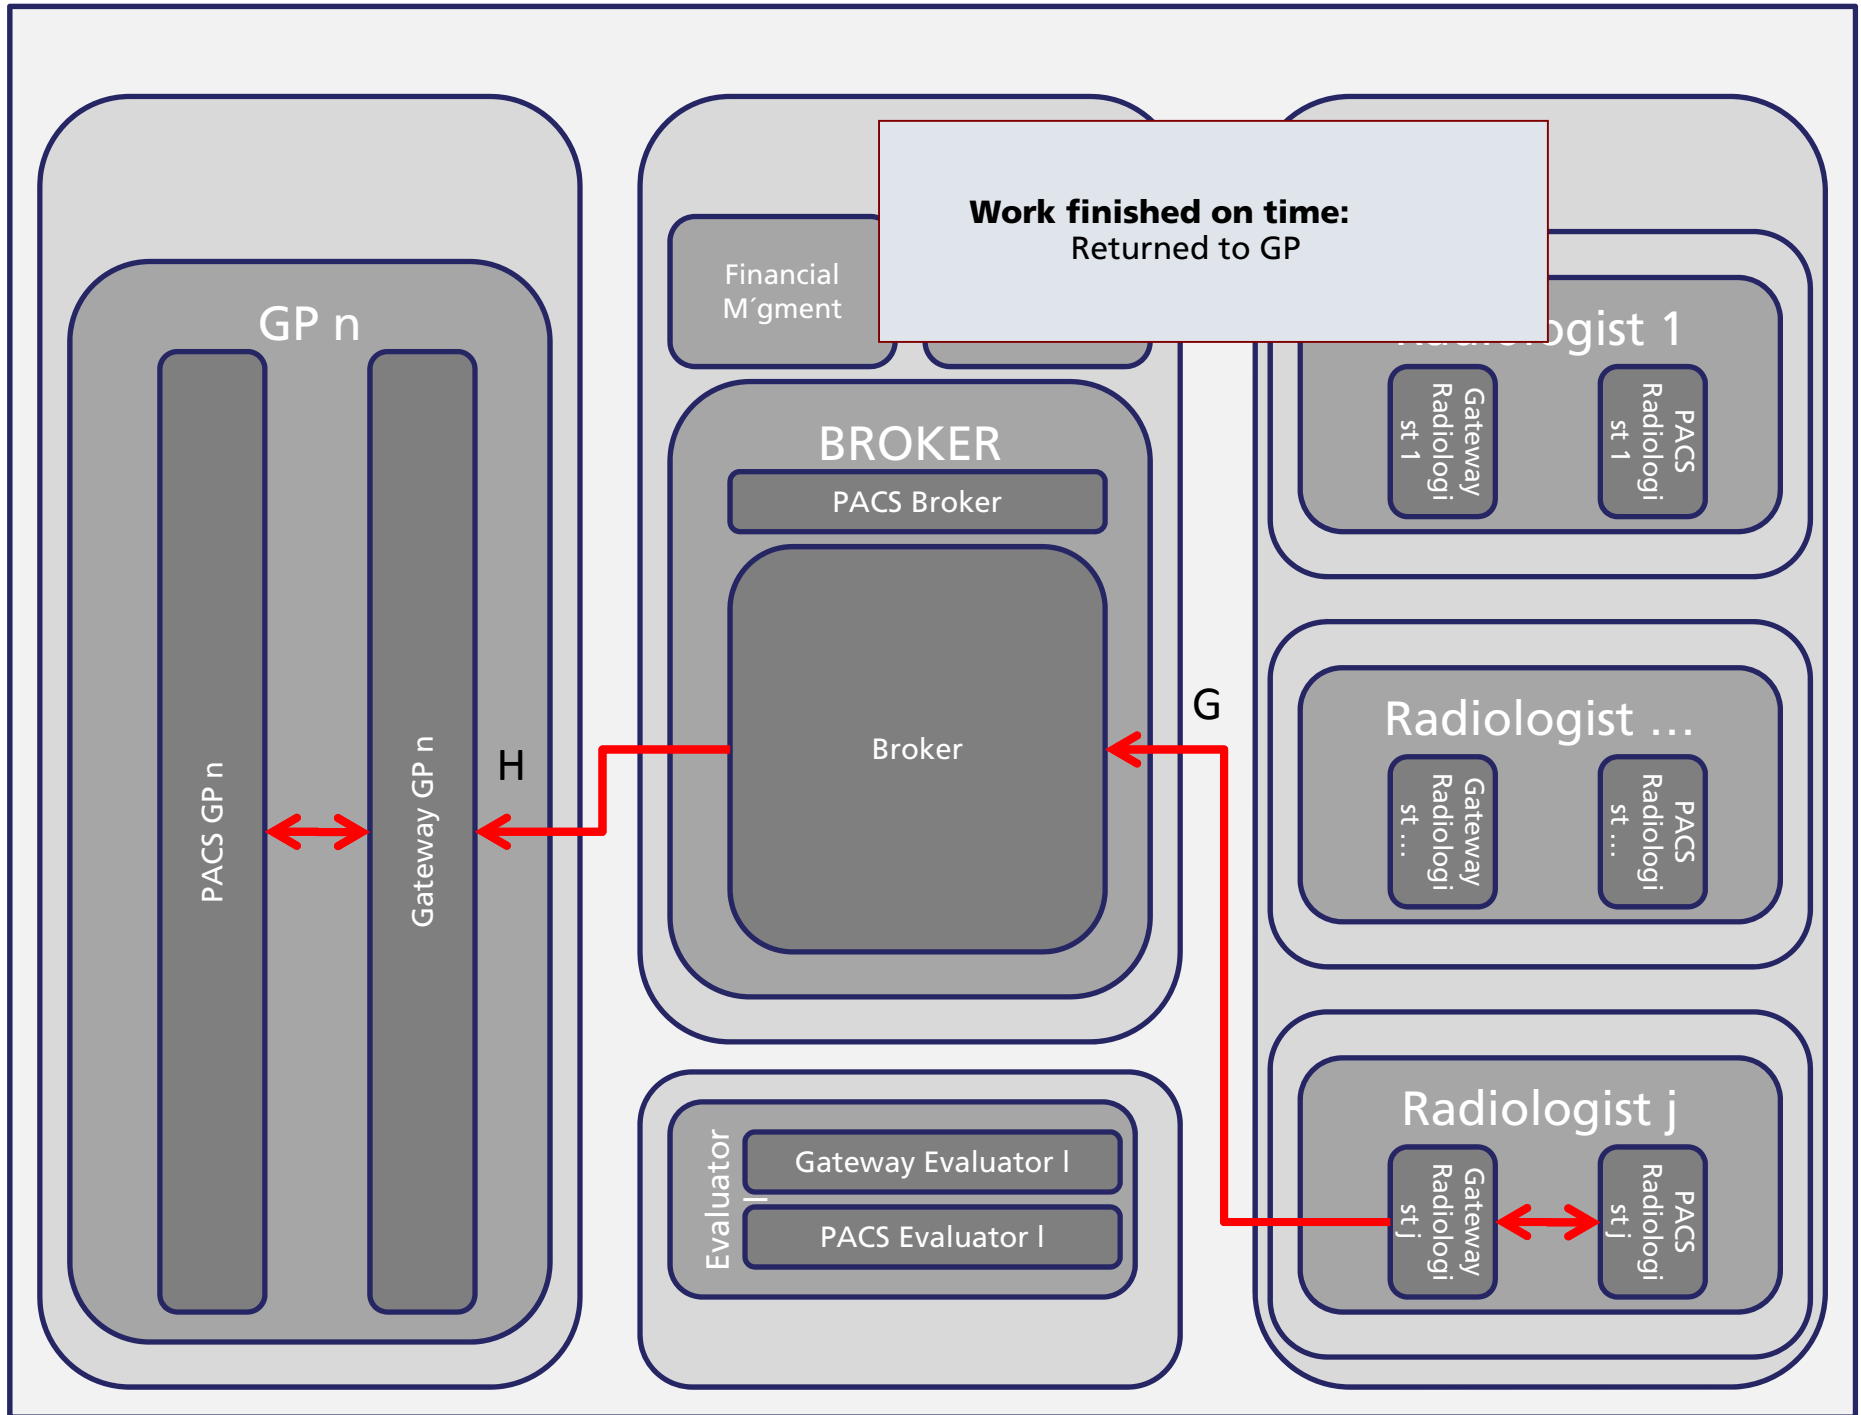 Work finished on time:
Returned to GP
GP n
PACS GP n
Gateway GP n
H
Financial
M´gment
BROKER
PACS Broker
Broker
G
Evaluator
l
Gateway Evaluator l
PACS Evaluator l
1
Gateway
Radiologi
st 1
PACS
Radiologi
st 1
Radiologist ...
Gateway
Radiologi
st ...
PACS
Radiologi
st ...
Radiologist j
Gateway
Radiologi
st j
PACS
Radiologi
st j